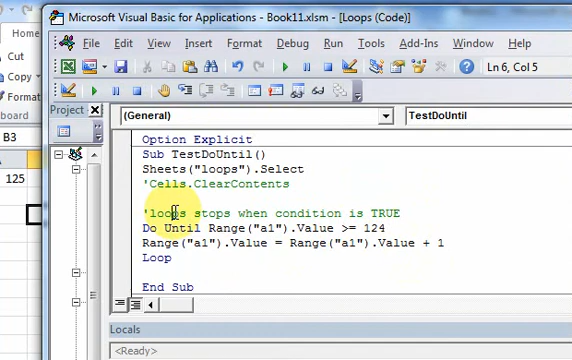 Microsoft Visual Basic for Applications - Book11.xlsm - [Loops (Code)]
Home
File Edit View Insert Format Debug Run Tools Add-Ins Window Help
Cut
Copy
Ln 6, Col 5
Format
Project
B3
(General)
TestDoUntil
A
125
Option Explicit
Sub TestDoUntil()
Sheets("loops").Select
'Cells.ClearContents
'loops stops when condition is TRUE
Do Until Range("a1").Value >= 124
Range("a1").Value = Range("a1").Value + 1
Loop
End Sub
Locals
<Ready>